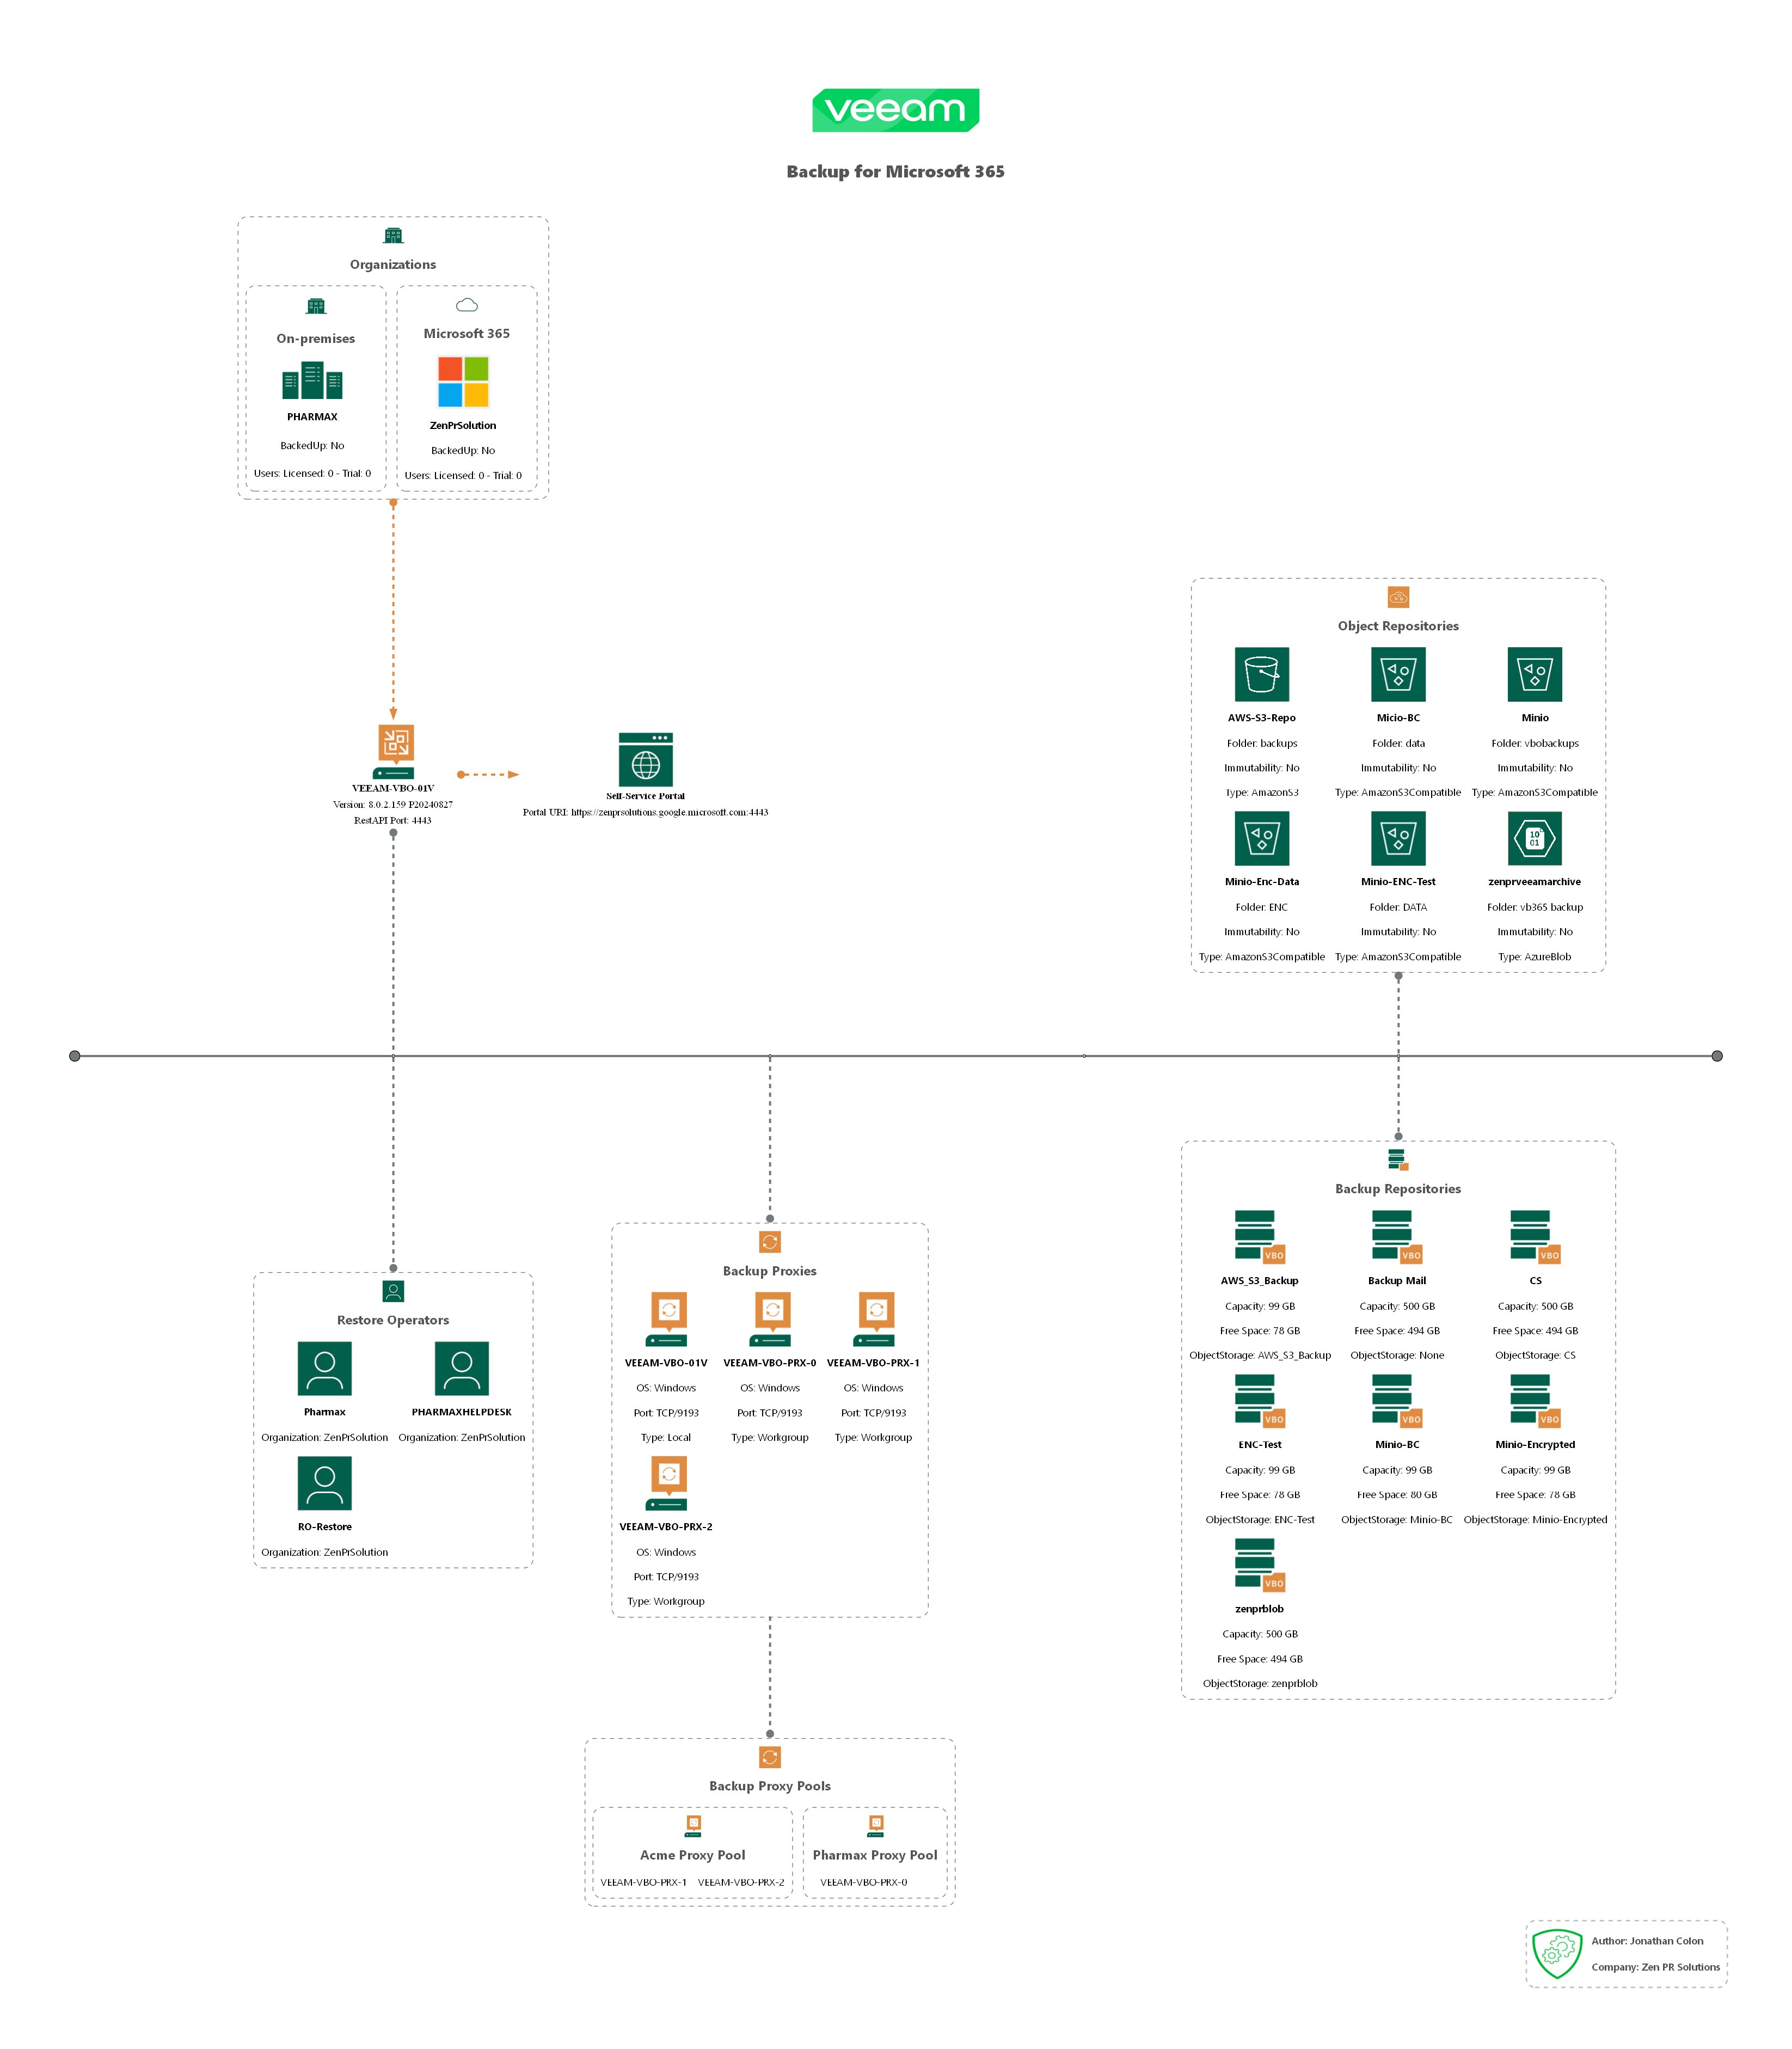 veeam
Backup for Microsoft 365
Organizations
On-premises
PHARMAX
BackedUp: No
Users: Licensed: 0 - Trial: 0
Microsoft 365
ZenPrSolution
BackedUp: No
Users: Licensed: 0 - Trial: 0
VEEAM-VBO-01V
Version: 8.0.2.159 P20240827
RestAPI Port: 4443
Self-Service Portal
Portal URI: https://zenprsolutions.google.microsoft.com:4443
Object Repositories
AWS-S3-Repo
Folder: backups
Immutability: No
Type: AmazonS3
Micio-BC
Folder: data
Immutability: No
Type: AmazonS3Compatible
Minio
Folder: vbobackups
Immutability: No
Type: AmazonS3Compatible
Minio-Enc-Data
Folder: ENC
Immutability: No
Type: AmazonS3Compatible
Minio-ENC-Test
Folder: DATA
Immutability: No
Type: AmazonS3Compatible
10
01
zenprveeamarchive
Folder: vb365 backup
Immutability: No
Type: AzureBlob
Restore Operators
Pharmax
Organization: ZenPrSolution
PHARMAXHELPDESK
Organization: ZenPrSolution
RO-Restore
Organization: ZenPrSolution
Backup Proxies
VEEAM-VBO-01V
OS: Windows
Port: TCP/9193
Type: Local
VEEAM-VBO-PRX-0
OS: Windows
Port: TCP/9193
Type: Workgroup
VEEAM-VBO-PRX-1
OS: Windows
Port: TCP/9193
Type: Workgroup
VEEAM-VBO-PRX-2
OS: Windows
Port: TCP/9193
Type: Workgroup
Backup Repositories
VBO
AWS_S3_Backup
Capacity: 99 GB
Free Space: 78 GB
ObjectStorage: AWS_S3_Backup
VBO
Backup Mail
Capacity: 500 GB
Free Space: 494 GB
ObjectStorage: None
VBO
CS
Capacity: 500 GB
Free Space: 494 GB
ObjectStorage: CS
VBO
ENC-Test
Capacity: 99 GB
Free Space: 78 GB
ObjectStorage: ENC-Test
VBO
Minio-BC
Capacity: 99 GB
Free Space: 80 GB
ObjectStorage: Minio-BC
VBO
Minio-Encrypted
Capacity: 99 GB
Free Space: 78 GB
ObjectStorage: Minio-Encrypted
VBO
zenprblob
Capacity: 500 GB
Free Space: 494 GB
ObjectStorage: zenprblob
Backup Proxy Pools
Acme Proxy Pool
VEEAM-VBO-PRX-1 VEEAM-VBO-PRX-2
Pharmax Proxy Pool
VEEAM-VBO-PRX-0
Author: Jonathan Colon
Company: Zen PR Solutions